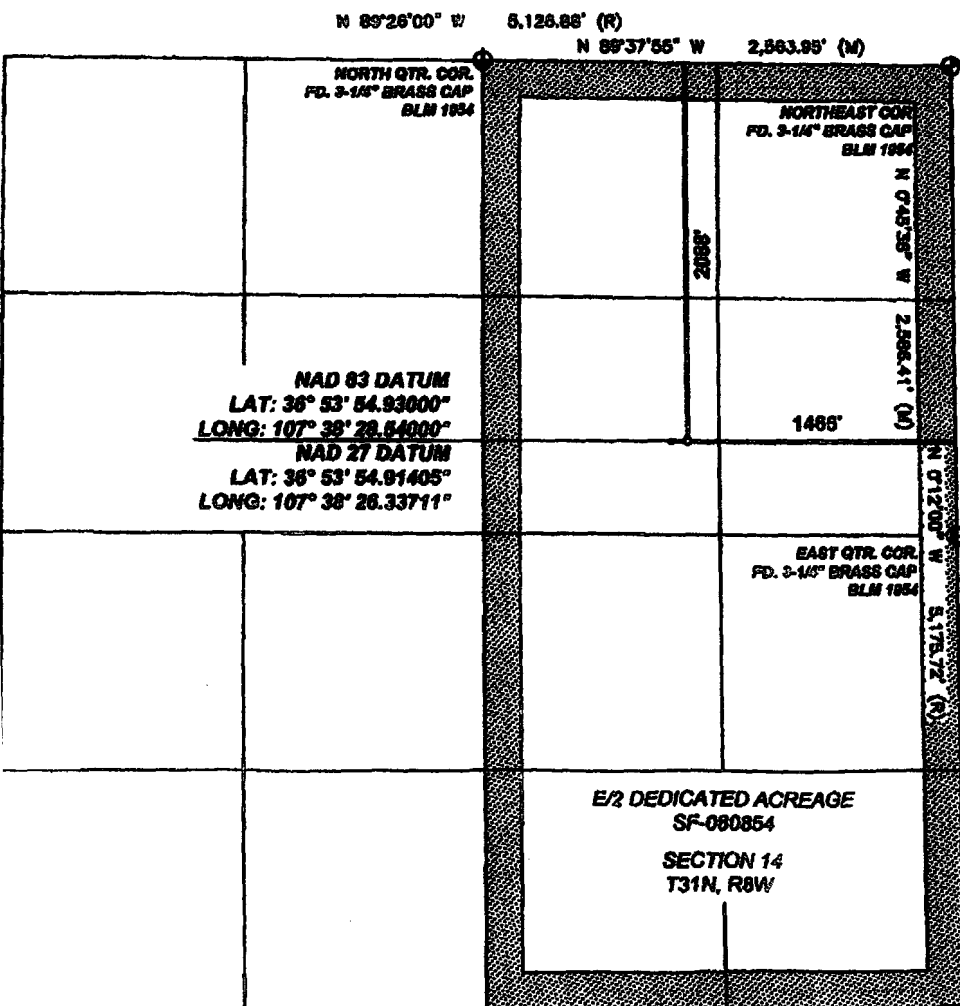 N 89°26'00" W 5,126.88' (R)
N 89°37'55" W 2,563.95' (M)
NORTH QTR. COR.
FD. 3-1/4" BRASS CAP
BLM 1954
NORTHEAST COR
FD. 3-1/4" BRASS CAP
BLM 1954
N 0°45'36" W 2,586.41' (M)
NAD 83 DATUM
LAT: 36° 53' 54.93000"
LONG: 107° 38' 28.54000"
NAD 27 DATUM
LAT: 36° 53' 54.91405"
LONG: 107° 38' 26.33711"
1465'
N 0°12'00" W 5,175.72' (R)
EAST QTR. COR.
FD. 3-1/4" BRASS CAP
BLM 1954
E/2 DEDICATED ACREAGE
SF-080854
SECTION 14
T31N, R8W